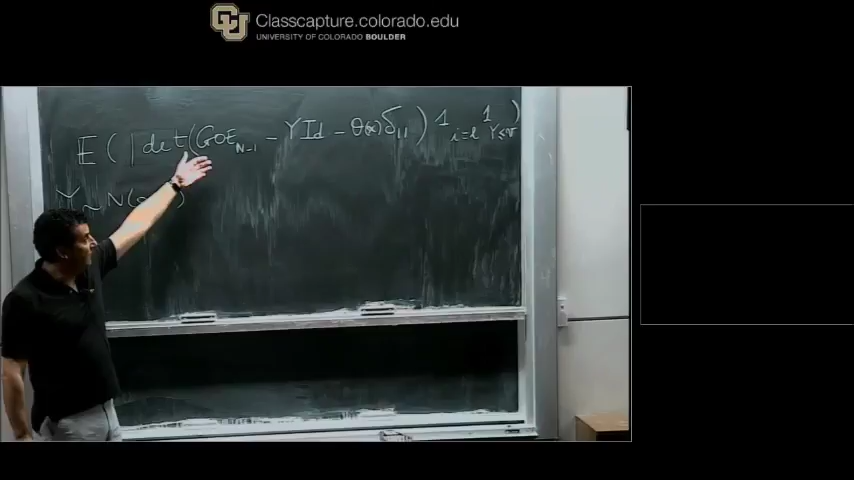 Classcapture.colorado.edu
UNIVERSITY OF COLORADO BOULDER
E ( | det ( GOE_{N-1} - Y Id - θ(x) δ_{11} ) 1_{i=l} 1_{Y≤v} )
Y ~ N(